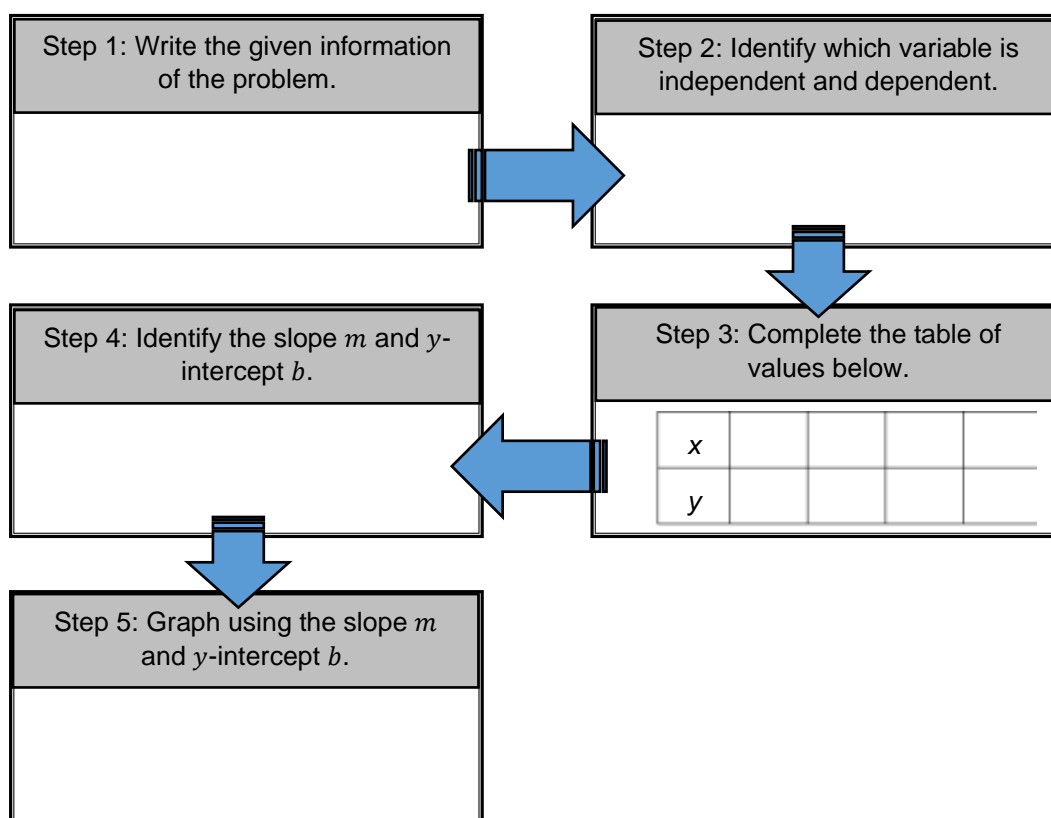 Step 1: Write the given information
of the problem.
Step 2: Identify which variable is
independent and dependent.
Step 3: Complete the table of
values below.
x
y
Step 4: Identify the slope 𝑚 and 𝑦-
intercept 𝑏.
Step 5: Graph using the slope 𝑚
and 𝑦-intercept 𝑏.